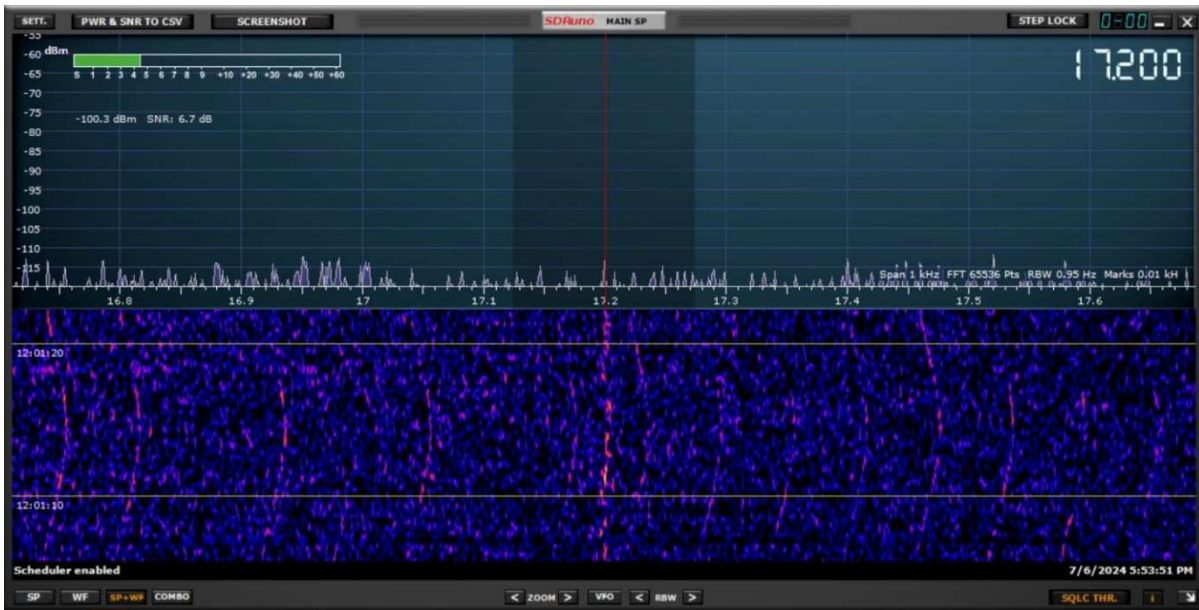 SETT. PWR & SNR TO CSV SCREENSHOT SDRuno MAIN SP STEP LOCK 0-00 X
-55
-60 dBm
-65 S 1 2 3 4 5 6 7 8 9 +10 +20 +30 +40 +50 +60
17.200
-70
-75 -100.3 dBm SNR: 6.7 dB
-80
-85
-90
-95
-100
-105
-110
-115 Span 1 kHz FFT 65536 Pts RBW 0.95 Hz Marks 0.01 kH
16.8 16.9 17 17.1 17.2 17.3 17.4 17.5 17.6
12:01:20
12:01:10
Scheduler enabled 7/6/2024 5:53:51 PM
SP WF SP+WF COMBO < ZOOM > VFO < RBW > SQLC THR. i